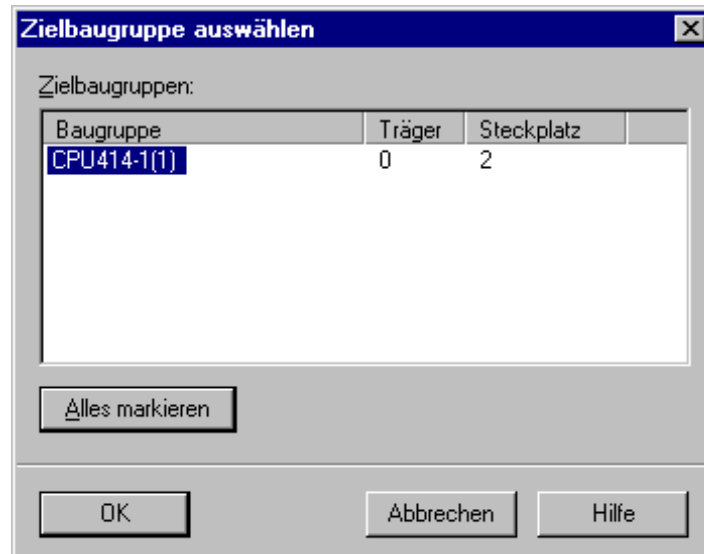 Zielbaugruppe auswählen
Zielbaugruppen:
Baugruppe Träger Steckplatz
CPU414-1(1) 0 2
Alles markieren
OK Abbrechen Hilfe